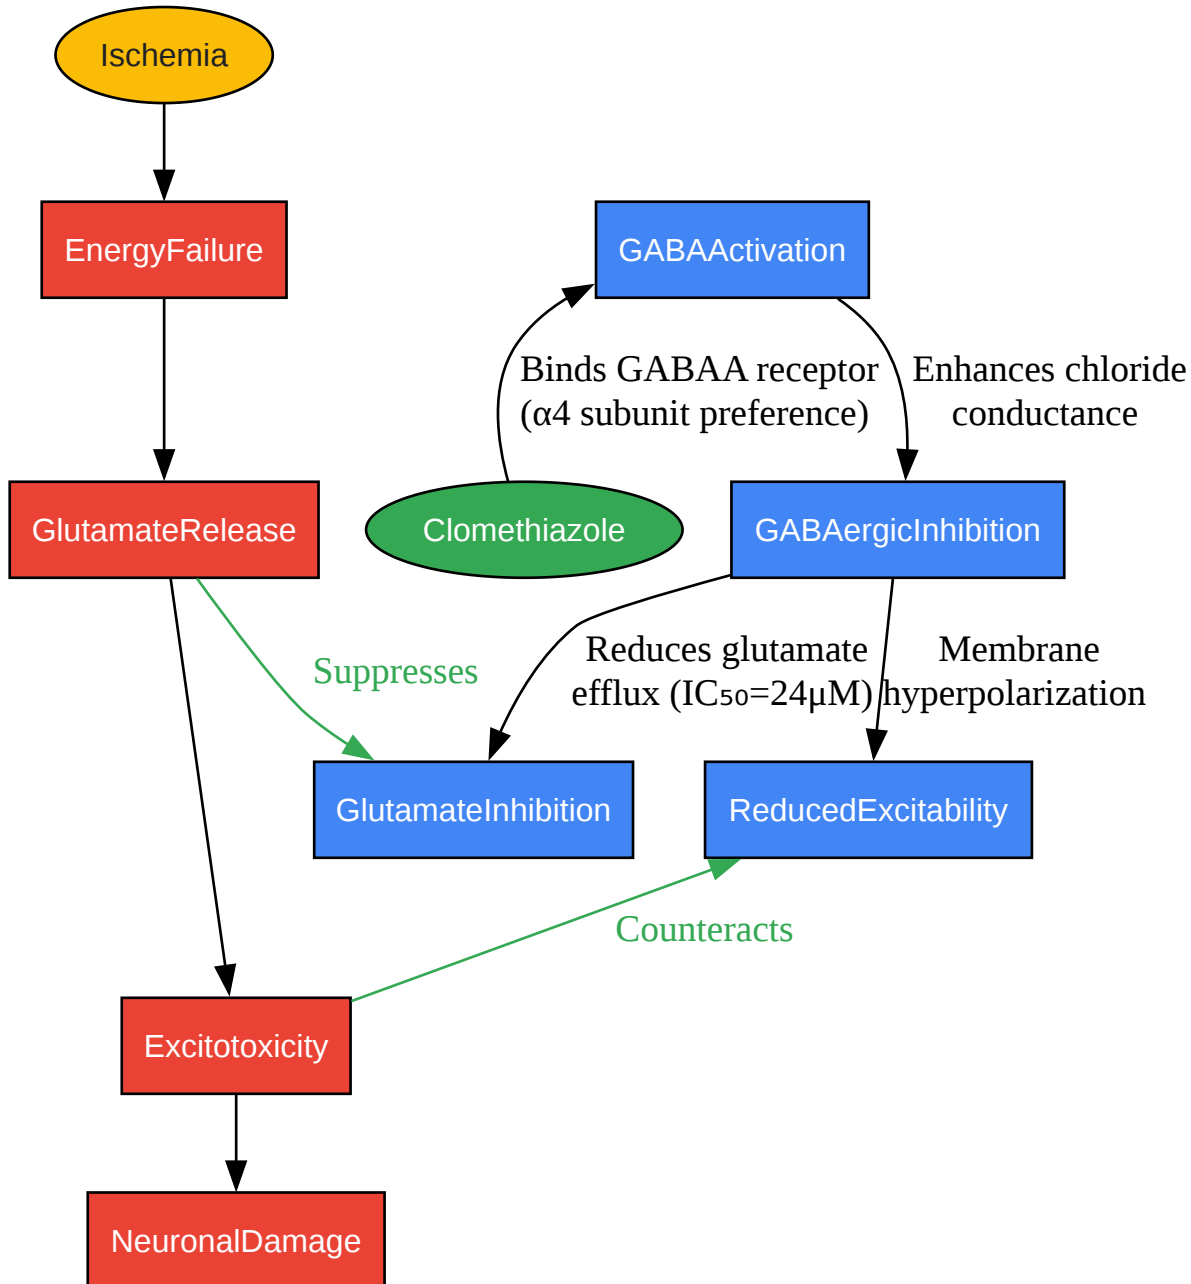 Ischemia
EnergyFailure
GABAActivation
Binds GABAA receptor
(α4 subunit preference)
Enhances chloride
conductance
GlutamateRelease
Clomethiazole
GABAergicInhibition
Suppresses
Reduces glutamate
efflux (IC₅₀=24μM)
Membrane
hyperpolarization
GlutamateInhibition
ReducedExcitability
Counteracts
Excitotoxicity
NeuronalDamage